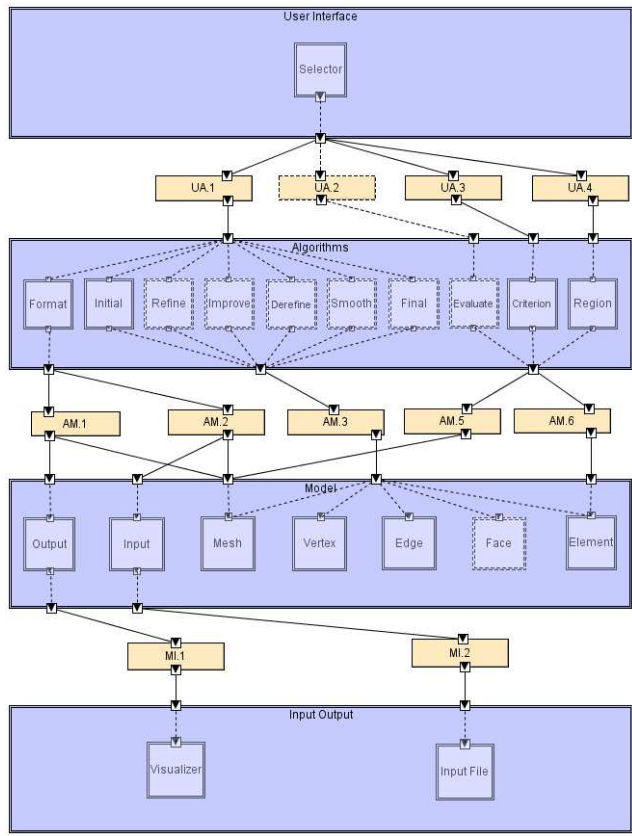 User Interface
Selector
UA.1
UA.2
UA.3
UA.4
Algorithms
Format
Initial
Refine
Improve
Derefine
Smooth
Final
Evaluate
Criterion
Region
AM.1
AM.2
AM.3
AM.5
AM.6
Model
Output
Input
Mesh
Vertex
Edge
Face
Element
MI.1
MI.2
Input Output
Visualizer
Input File